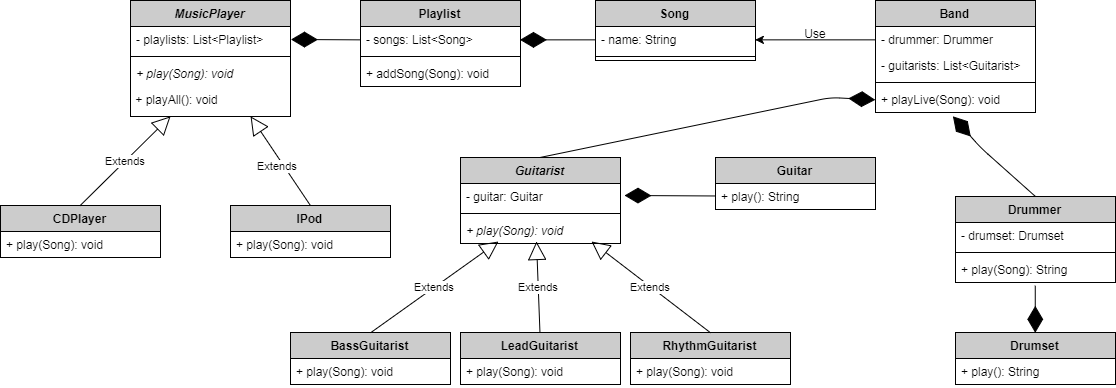 MusicPlayer
- playlists: List<Playlist>
+ play(Song): void
+ playAll(): void
Playlist
- songs: List<Song>
+ addSong(Song): void
Song
- name: String
Use
Band
- drummer: Drummer
- guitarists: List<Guitarist>
+ playLive(Song): void
Extends
Extends
CDPlayer
+ play(Song): void
IPod
+ play(Song): void
Guitarist
- guitar: Guitar
+ play(Song): void
Guitar
+ play(): String
Drummer
- drumset: Drumset
+ play(Song): String
Extends
Extends
Extends
BassGuitarist
+ play(Song): void
LeadGuitarist
+ play(Song): void
RhythmGuitarist
+ play(Song): void
Drumset
+ play(): String